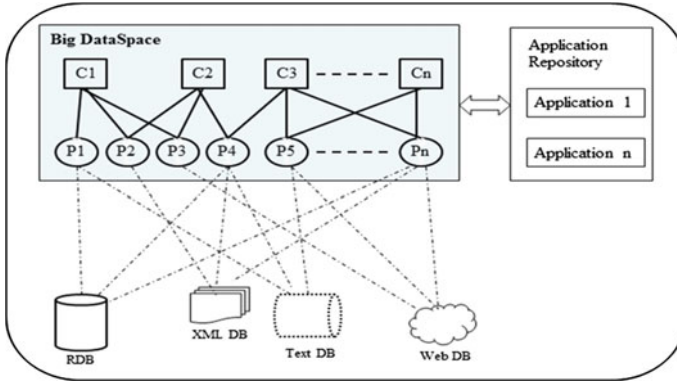 Big DataSpace
C1 C2 C3 Cn
P1 P2 P3 P4 P5 Pn
Application
Repository
Application 1
Application n
RDB
XML DB
Text DB
Web DB